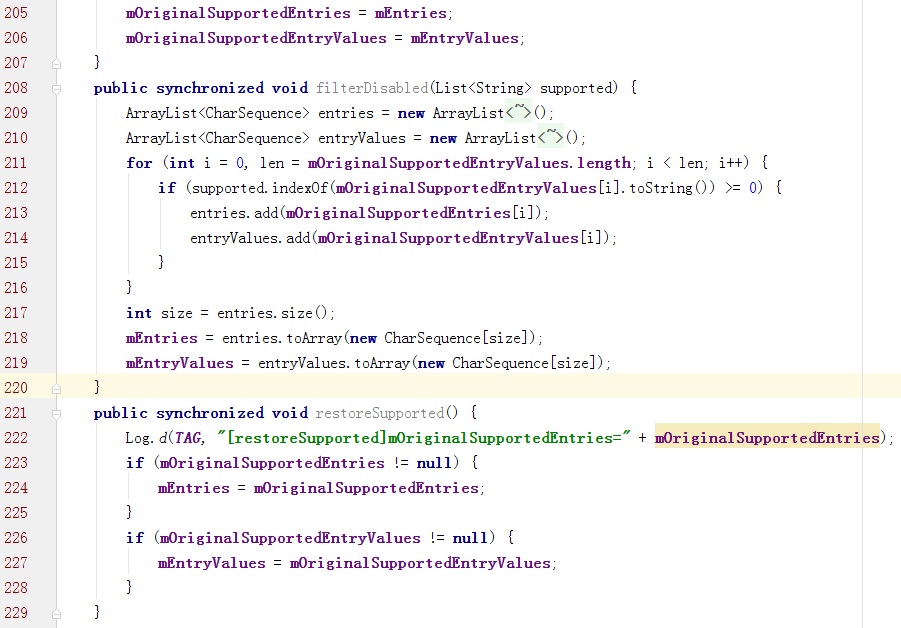 205 mOriginalSupportedEntries = mEntries;
206 mOriginalSupportedEntryValues = mEntryValues;
207 }
208 public synchronized void filterDisabled(List<String> supported) {
209 ArrayList<CharSequence> entries = new ArrayList<~>();
210 ArrayList<CharSequence> entryValues = new ArrayList<~>();
211 for (int i = 0, len = mOriginalSupportedEntryValues.length; i < len; i++) {
212 if (supported.indexOf(mOriginalSupportedEntryValues[i].toString()) >= 0) {
213 entries.add(mOriginalSupportedEntries[i]);
214 entryValues.add(mOriginalSupportedEntryValues[i]);
215 }
216 }
217 int size = entries.size();
218 mEntries = entries.toArray(new CharSequence[size]);
219 mEntryValues = entryValues.toArray(new CharSequence[size]);
220 }
221 public synchronized void restoreSupported() {
222 Log.d(TAG, "[restoreSupported]mOriginalSupportedEntries=" + mOriginalSupportedEntries);
223 if (mOriginalSupportedEntries != null) {
224 mEntries = mOriginalSupportedEntries;
225 }
226 if (mOriginalSupportedEntryValues != null) {
227 mEntryValues = mOriginalSupportedEntryValues;
228 }
229 }